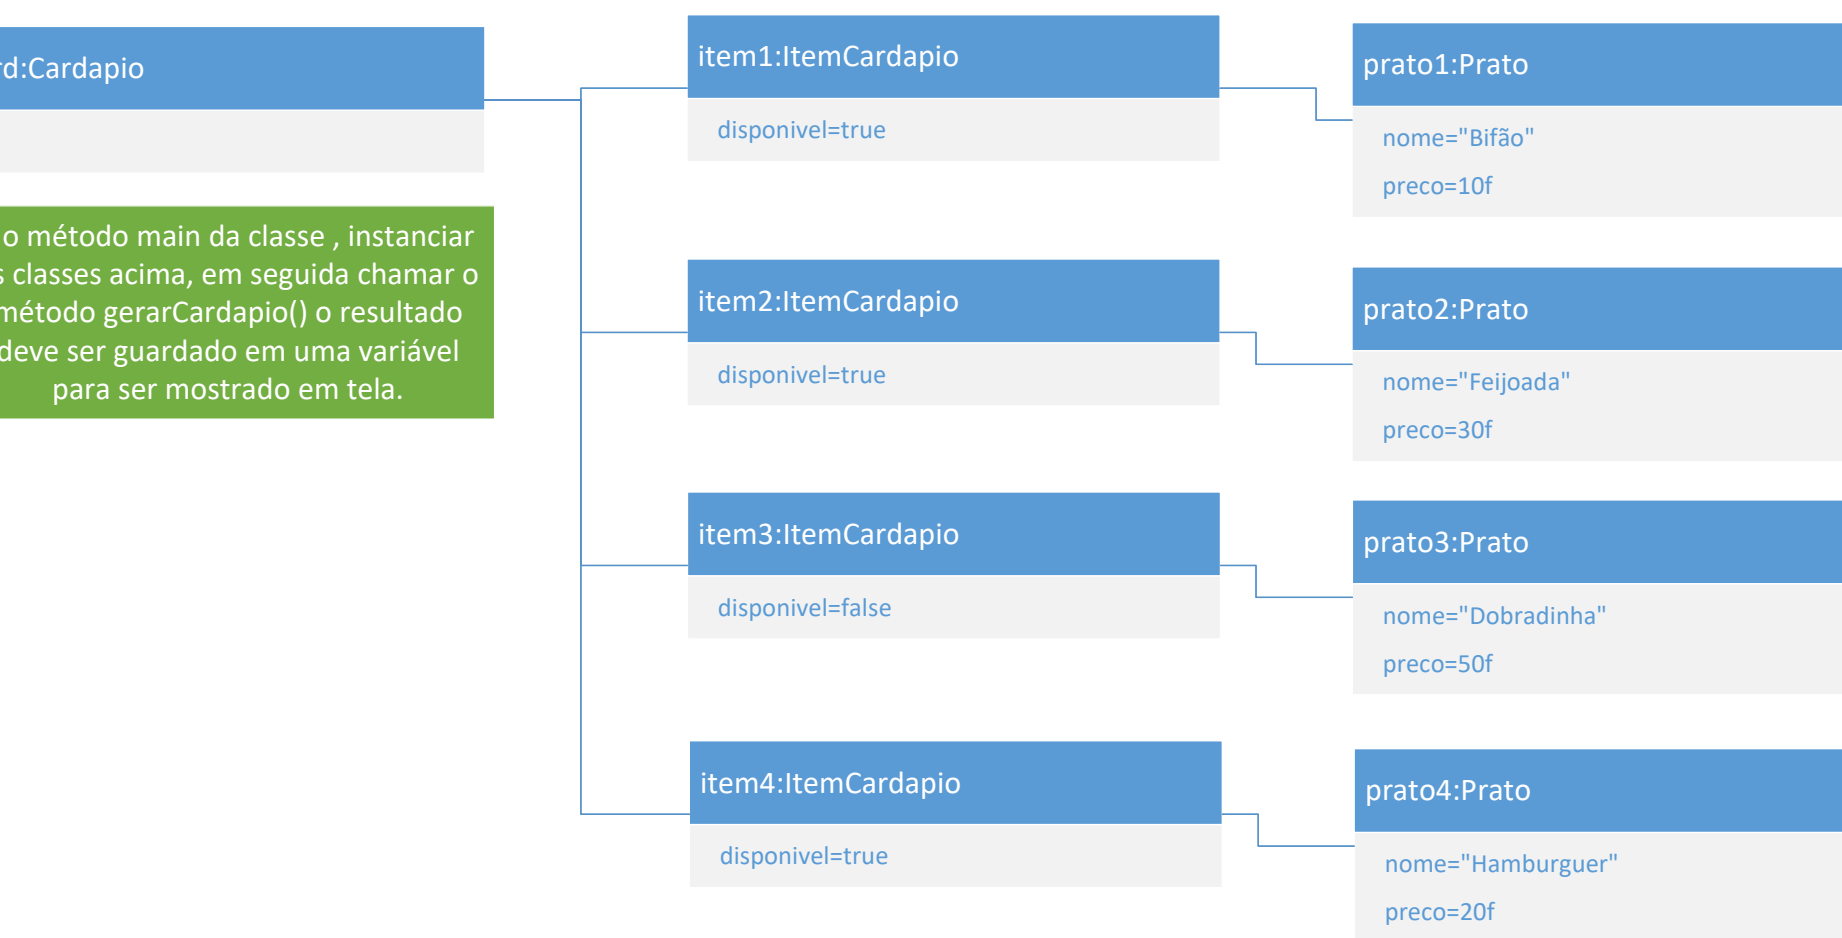 rd:Cardapio
o método main da classe , instanciar
s classes acima, em seguida chamar o
método gerarCardapio() o resultado
deve ser guardado em uma variável
para ser mostrado em tela.
item1:ItemCardapio
disponivel=true
prato1:Prato
nome="Bifão"
preco=10f
item2:ItemCardapio
disponivel=true
prato2:Prato
nome="Feijoada"
preco=30f
item3:ItemCardapio
disponivel=false
prato3:Prato
nome="Dobradinha"
preco=50f
item4:ItemCardapio
disponivel=true
prato4:Prato
nome="Hamburguer"
preco=20f